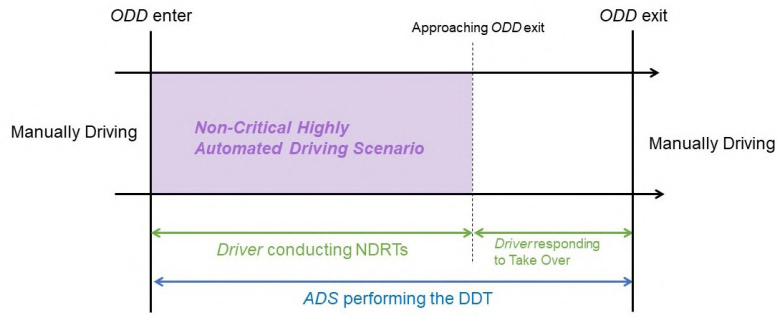 ODD enter
Approaching ODD exit
ODD exit
Manually Driving
Non-Critical Highly
Automated Driving Scenario
Manually Driving
Driver conducting NDRTs
Driver responding
to Take Over
ADS performing the DDT